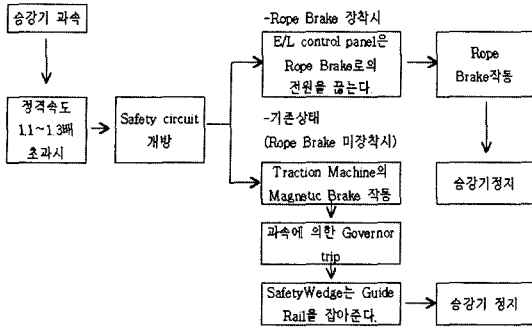 승강기 과속
정격속도
1.1~1.3배
초과시
Safety circuit
개방
-Rope Brake 장착시
E/L control panel은
Rope Brake로의
전원을 끊는다
Rope
Brake작동
승강기정지
-기존상태
(Rope Brake 미장착시)
Traction Machine의
Magnetic Brake 작동
과속에 의한 Governor
trip
SafetyWedge는 Guide
Rail을 잡아준다.
승강기 정지